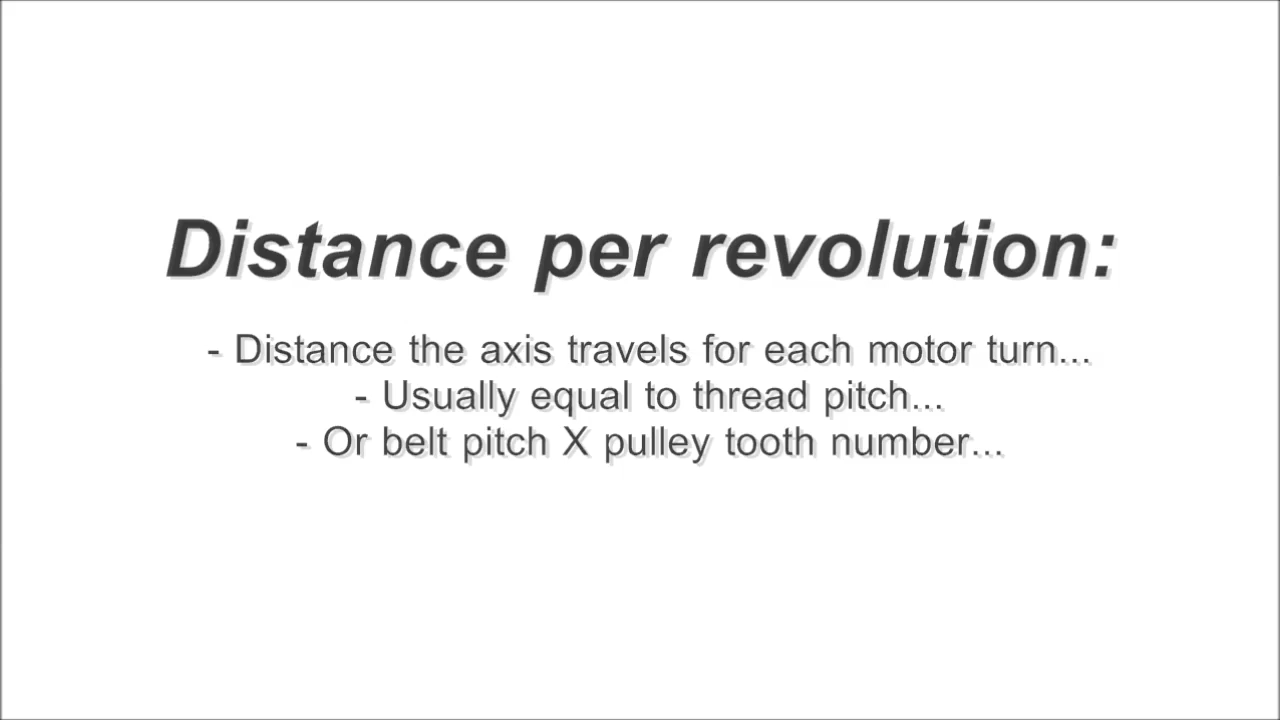 Distance per revolution:
- Distance the axis travels for each motor turn...
- Usually equal to thread pitch...
- Or belt pitch X pulley tooth number...